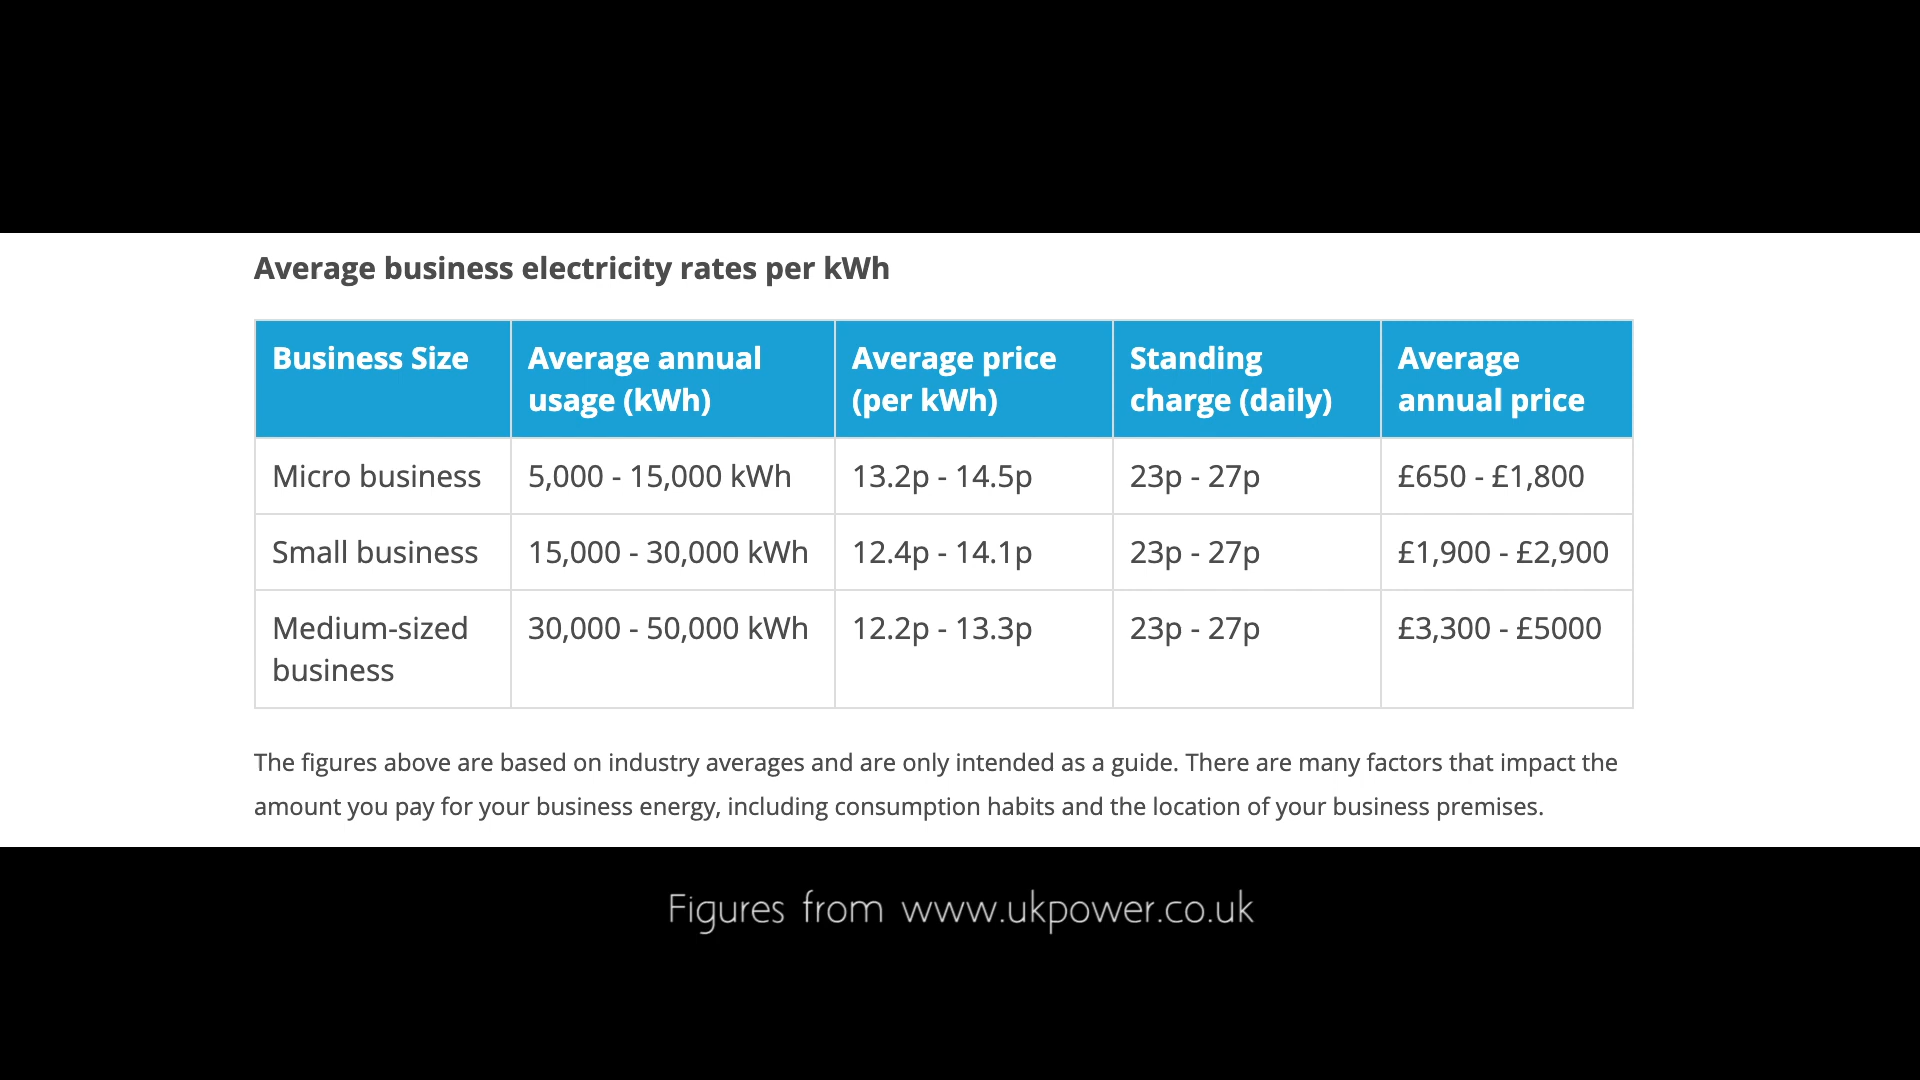 Average business electricity rates per kWh
Business Size
Average annual
usage (kWh)
Average price
(per kWh)
Standing
charge (daily)
Average
annual price
Micro business
5,000 - 15,000 kWh
13.2p - 14.5p
23p - 27p
£650 - £1,800
Small business
15,000 - 30,000 kWh
12.4p - 14.1p
23p - 27p
£1,900 - £2,900
Medium-sized
business
30,000 - 50,000 kWh
12.2p - 13.3p
23p - 27p
£3,300 - £5000
The figures above are based on industry averages and are only intended as a guide. There are many factors that impact the
amount you pay for your business energy, including consumption habits and the location of your business premises.
Figures from www.ukpower.co.uk